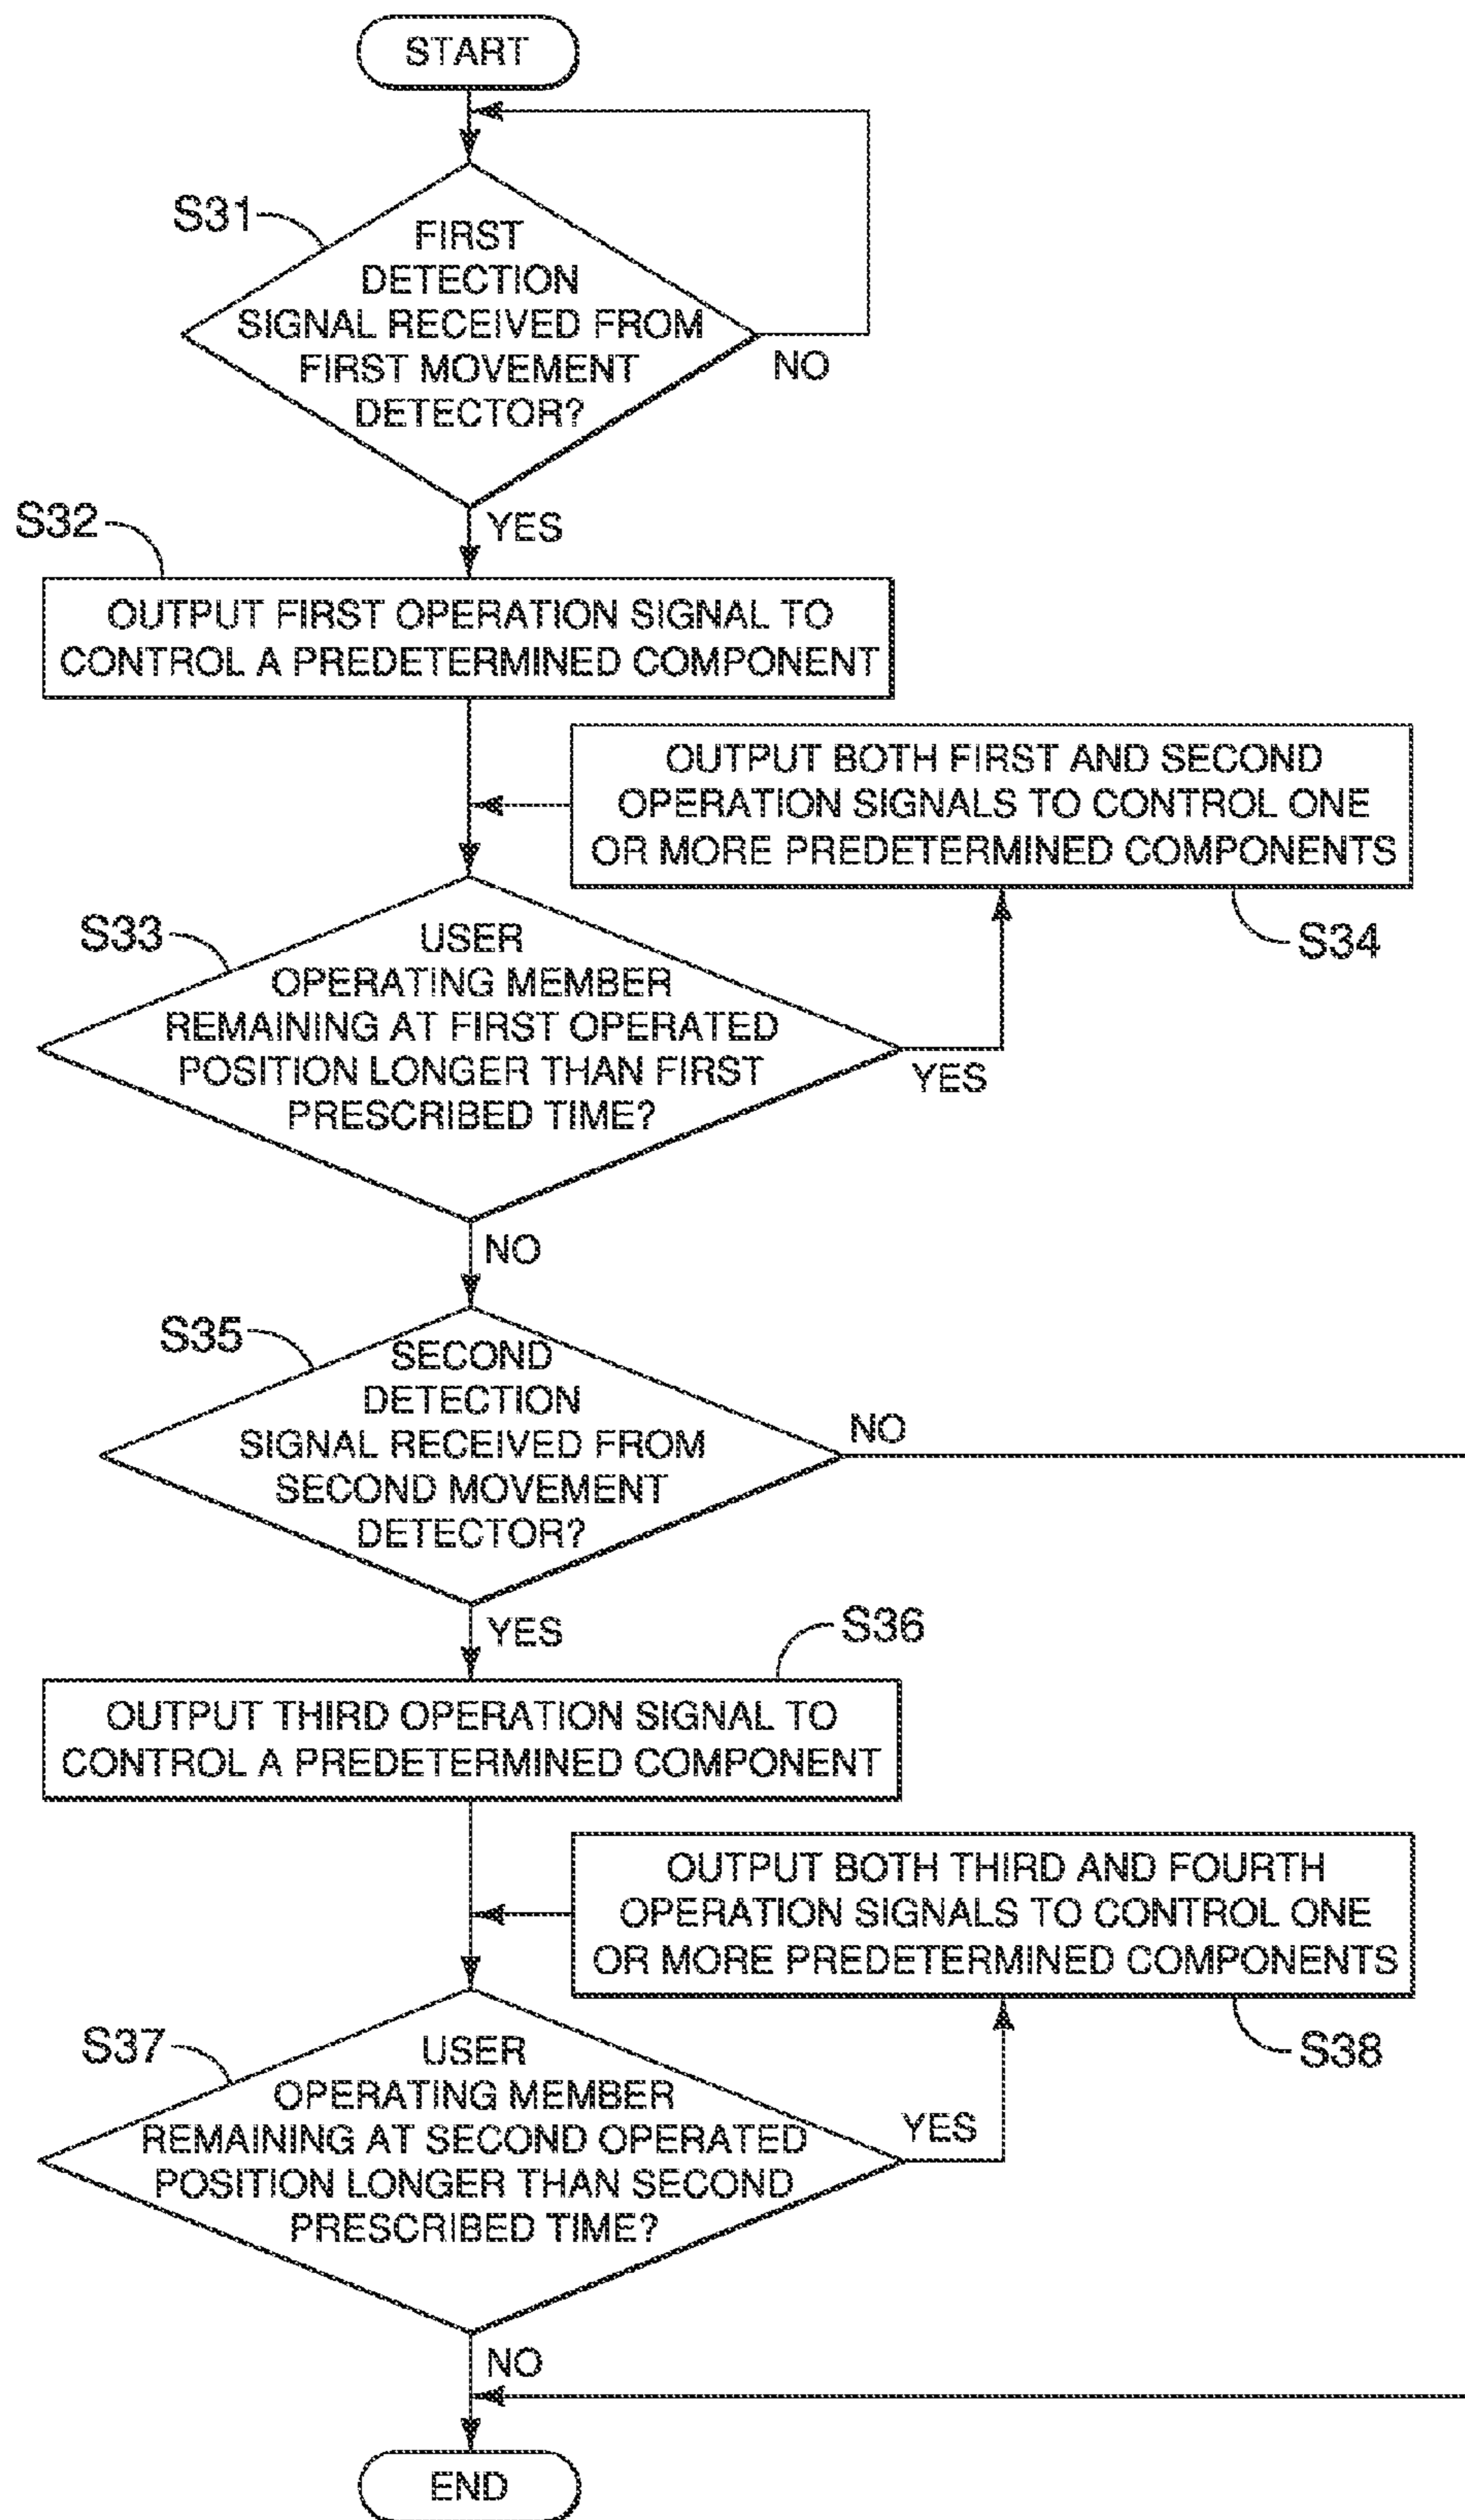 START
S31
FIRST
DETECTION
SIGNAL RECEIVED FROM
FIRST MOVEMENT
DETECTOR?
NO
YES
S32
OUTPUT FIRST OPERATION SIGNAL TO
CONTROL A PREDETERMINED COMPONENT
OUTPUT BOTH FIRST AND SECOND
OPERATION SIGNALS TO CONTROL ONE
OR MORE PREDETERMINED COMPONENTS
S34
S33
USER
OPERATING MEMBER
REMAINING AT FIRST OPERATED
POSITION LONGER THAN FIRST
PRESCRIBED TIME?
YES
NO
S35
SECOND
DETECTION
SIGNAL RECEIVED FROM
SECOND MOVEMENT
DETECTOR?
NO
YES
S36
OUTPUT THIRD OPERATION SIGNAL TO
CONTROL A PREDETERMINED COMPONENT
OUTPUT BOTH THIRD AND FOURTH
OPERATION SIGNALS TO CONTROL ONE
OR MORE PREDETERMINED COMPONENTS
S38
S37
USER
OPERATING MEMBER
REMAINING AT SECOND OPERATED
POSITION LONGER THAN SECOND
PRESCRIBED TIME?
YES
NO
END